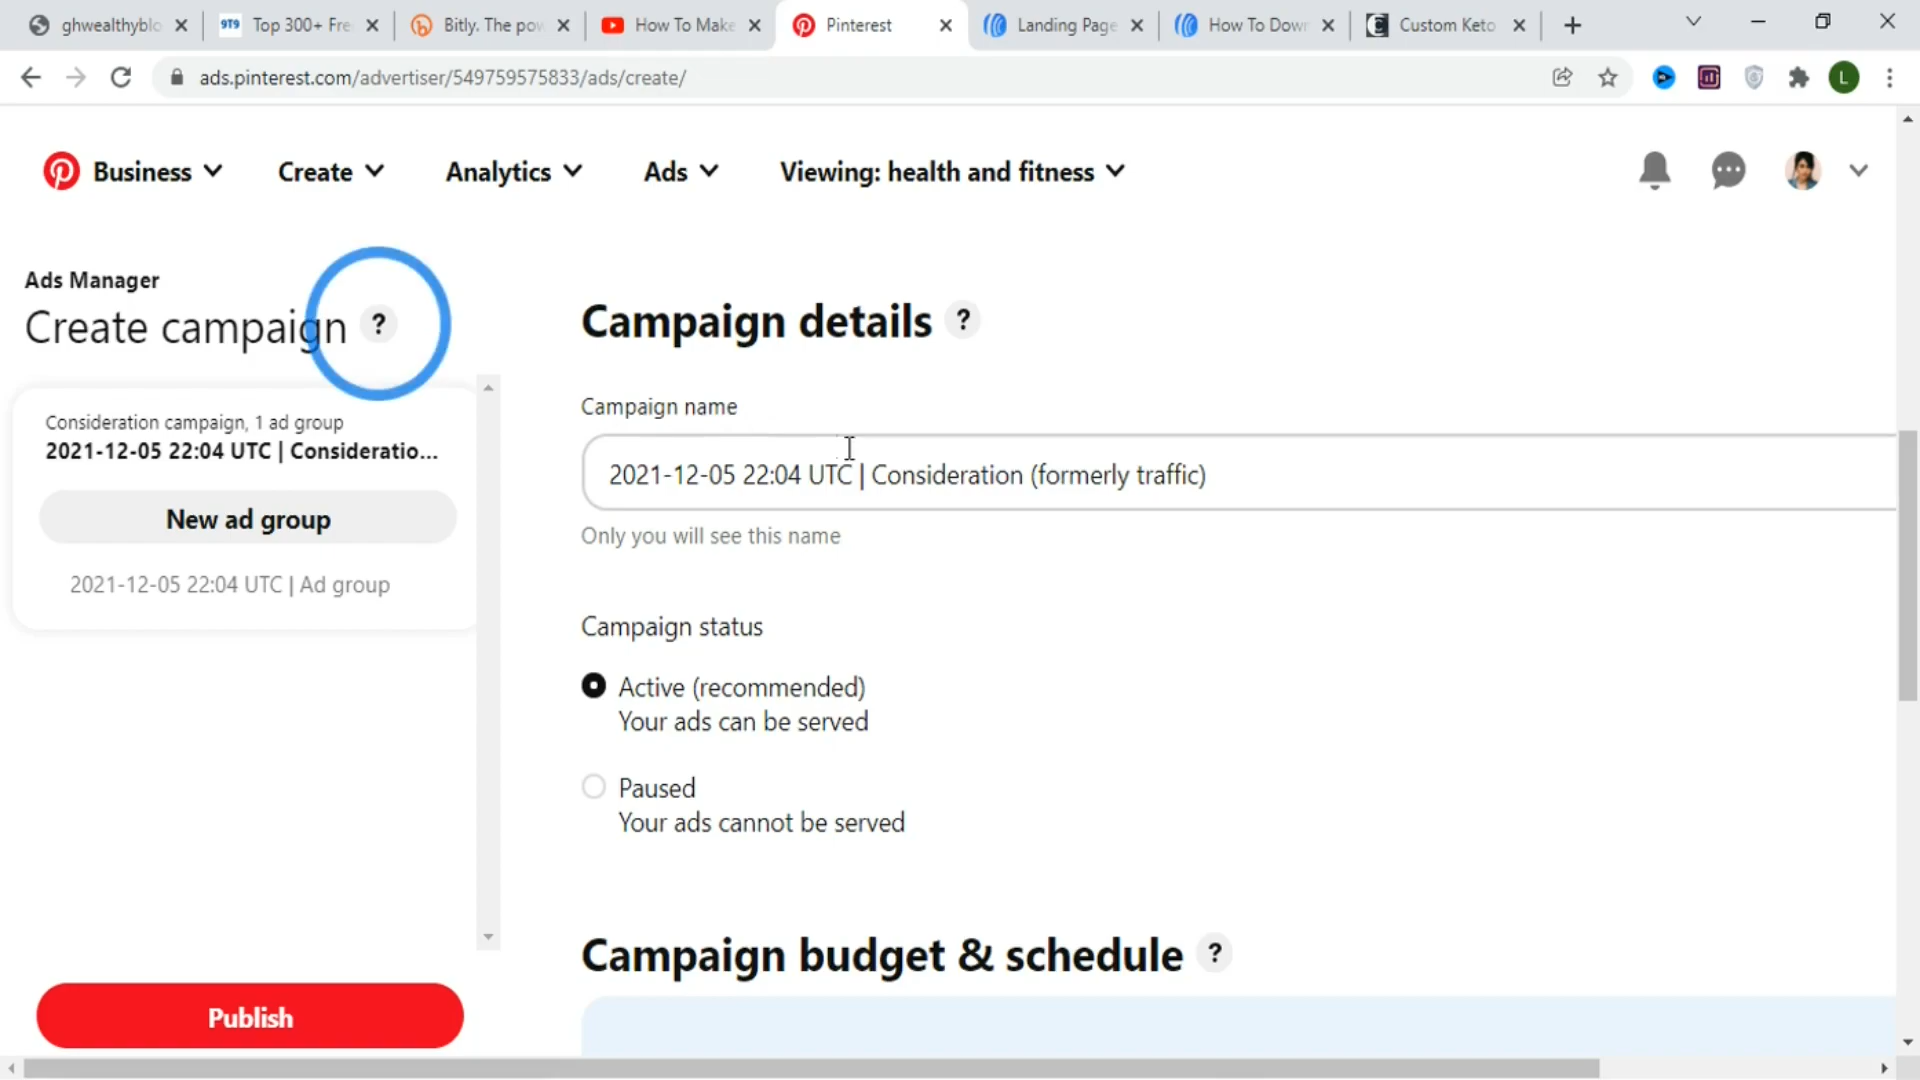 ghwealthyblo
9T9 Top 300+ Fre
Bitly. The pow
How To Make
Pinterest
Landing Page
How To Down
Custom Keto
ads.pinterest.com/advertiser/549759575833/ads/create/
L
Business
Create
Analytics
Ads
Viewing: health and fitness
Ads Manager
Create campaign ?
Consideration campaign, 1 ad group
2021-12-05 22:04 UTC | Consideratio...
New ad group
2021-12-05 22:04 UTC | Ad group
Publish
Campaign details ?
Campaign name
2021-12-05 22:04 UTC | Consideration (formerly traffic)
Only you will see this name
Campaign status
Active (recommended)
Your ads can be served
Paused
Your ads cannot be served
Campaign budget & schedule ?